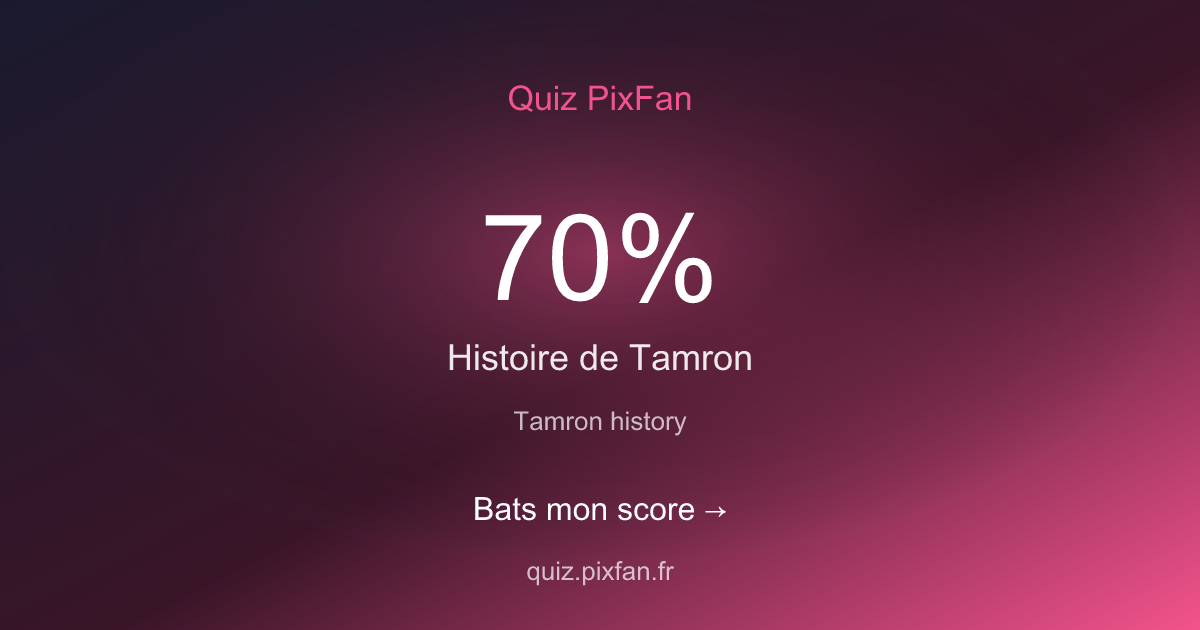 Quiz PixFan
70%
Histoire de Tamron
Tamron history
Bats mon score →
quiz.pixfan.fr